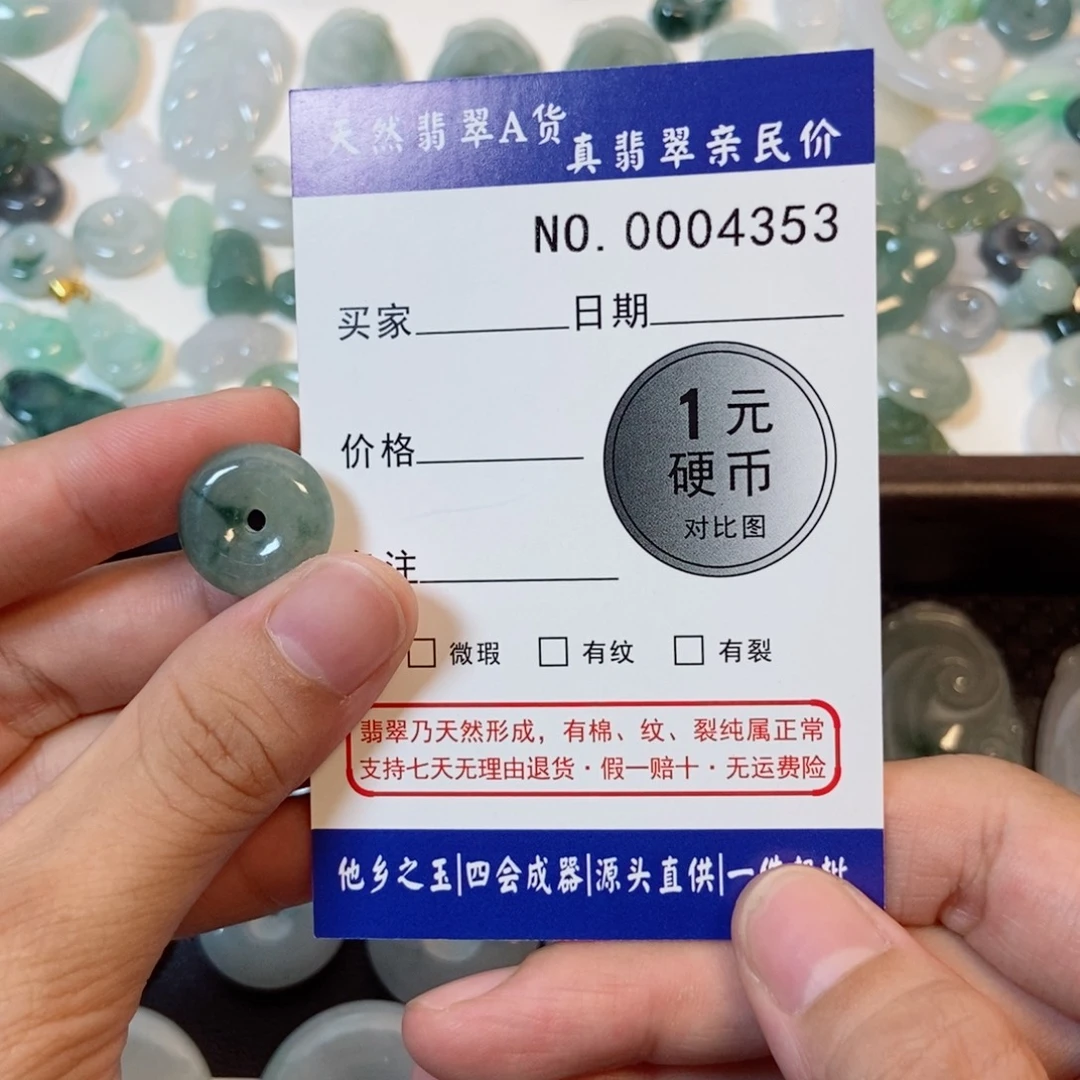 天然翡翠A货 真翡翠亲民价
NO. 0004353
买家 日期
价格
1元
硬币
对比图
注
微瑕 有纹 有裂
翡翠乃天然形成，有棉、纹、裂纯属正常
支持七天无理由退货·假一赔十·无运费险
他乡之玉|四会成器|源头直供|一件